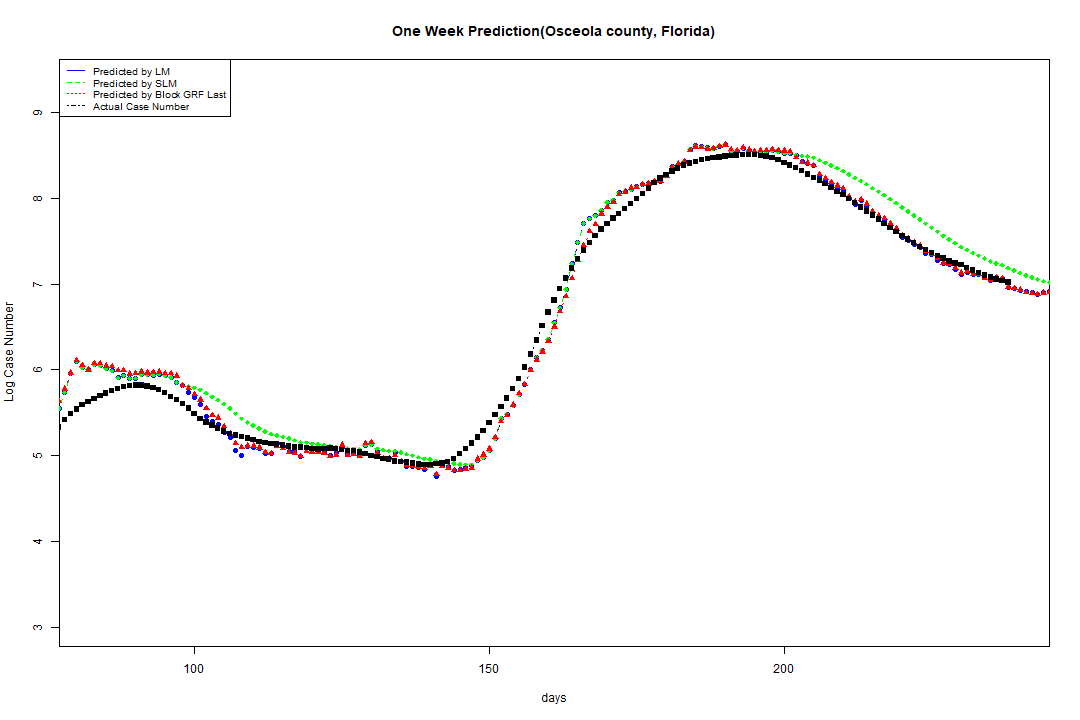 One Week Prediction(Osceola county, Florida)
Predicted by LM
Predicted by SLM
Predicted by Block GRF Last
Actual Case Number
9
8
7
6
5
4
3
Log Case Number
100
150
200
days